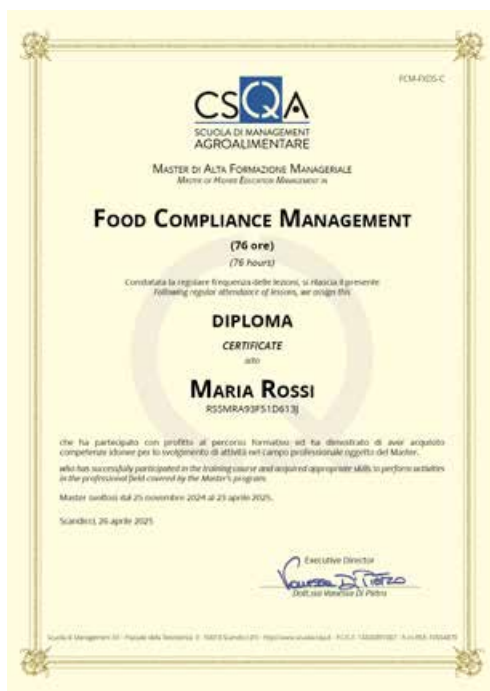 FCM-FXDS-C
CSQA
SCUOLA DI MANAGEMENT
AGROALIMENTARE
MASTER DI ALTA FORMAZIONE MANAGERIALE
MASTER OF HIGHER EDUCATION MANAGEMENT IN
FOOD COMPLIANCE MANAGEMENT
(76 ore)
(76 hours)
Constatata la regolare frequenza delle lezioni, si rilascia il presente
Following regular attendance of lessons, we assign this
DIPLOMA
CERTIFICATE
MARIA ROSSI
RSSMRA93F51D613J
che ha partecipato con profitto al percorso formativo ed ha dimostrato di aver acquisito
competenze idonee per lo svolgimento di attività nel campo professionale oggetto del Master.
who has successfully participated in the training course and acquired appropriate skills to perform activities
in the professional field covered by the Master's program.
Master svoltosi dal 25 novembre 2024 al 23 aprile 2025.
Scandicci, 26 aprile 2025
Executive Director
Vanessa Di Pietro
Dott.ssa Vanessa Di Pietro